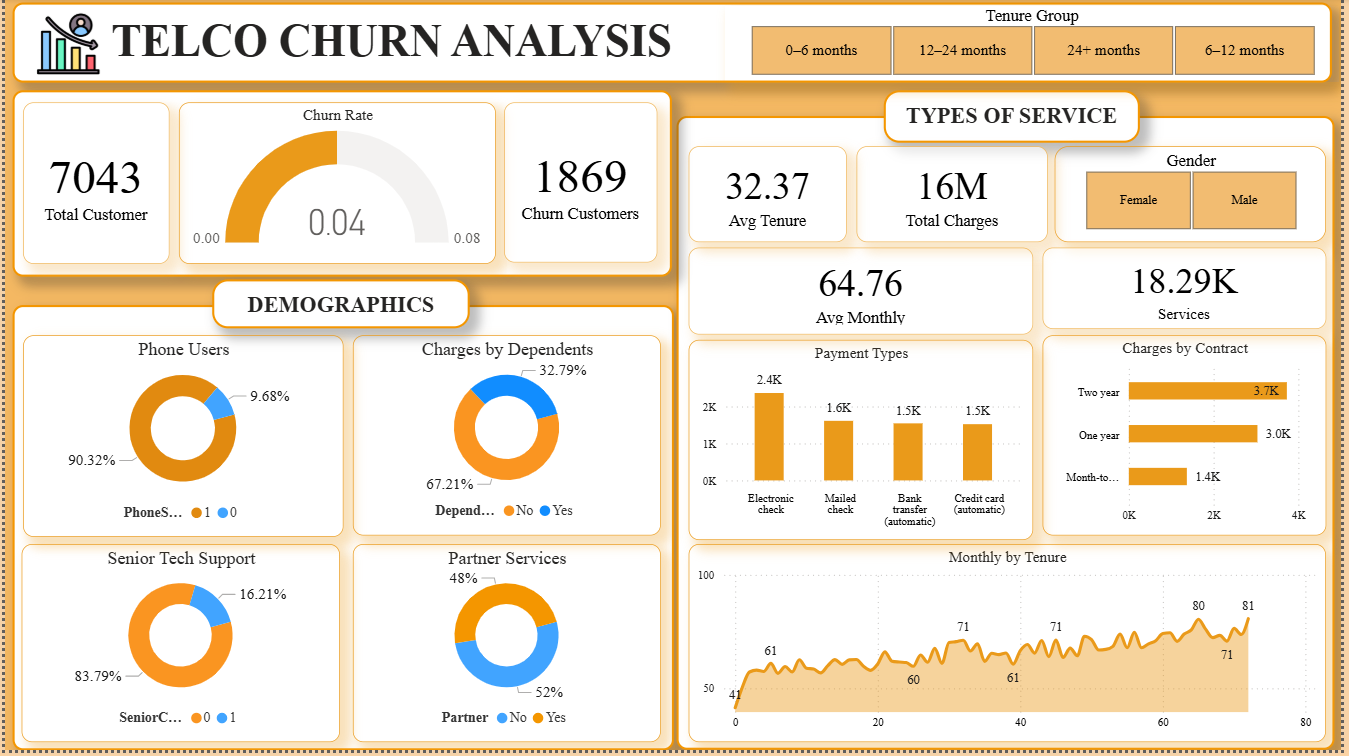 TELCO CHURN ANALYSIS
Tenure Group
0–6 months
12–24 months
24+ months
6–12 months
7043
Total Customer
Churn Rate
0.04
0.00
0.08
1869
Churn Customers
TYPES OF SERVICE
32.37
Avg Tenure
16M
Total Charges
Gender
Female
Male
64.76
Avg Monthly
18.29K
Services
DEMOGRAPHICS
Phone Users
9.68%
90.32%
PhoneS...
1
0
Charges by Dependents
32.79%
67.21%
Depend...
No
Yes
Senior Tech Support
16.21%
83.79%
SeniorC...
0
1
Partner Services
48%
52%
Partner
No
Yes
Payment Types
2K
1K
0K
2.4K
1.6K
1.5K
1.5K
Electronic
check
Mailed
check
Bank
transfer
(automatic)
Credit card
(automatic)
Charges by Contract
Two year
3.7K
One year
3.0K
Month-to...
1.4K
0K
2K
4K
Monthly by Tenure
100
50
41
61
60
71
61
71
80
71
81
0
20
40
60
80